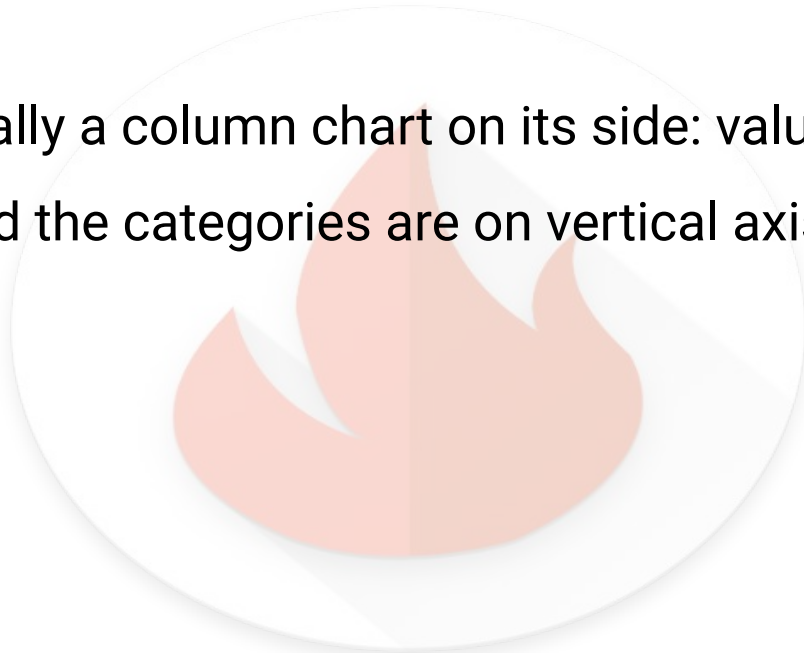 ally a column chart on its side: valu
d the categories are on vertical axi